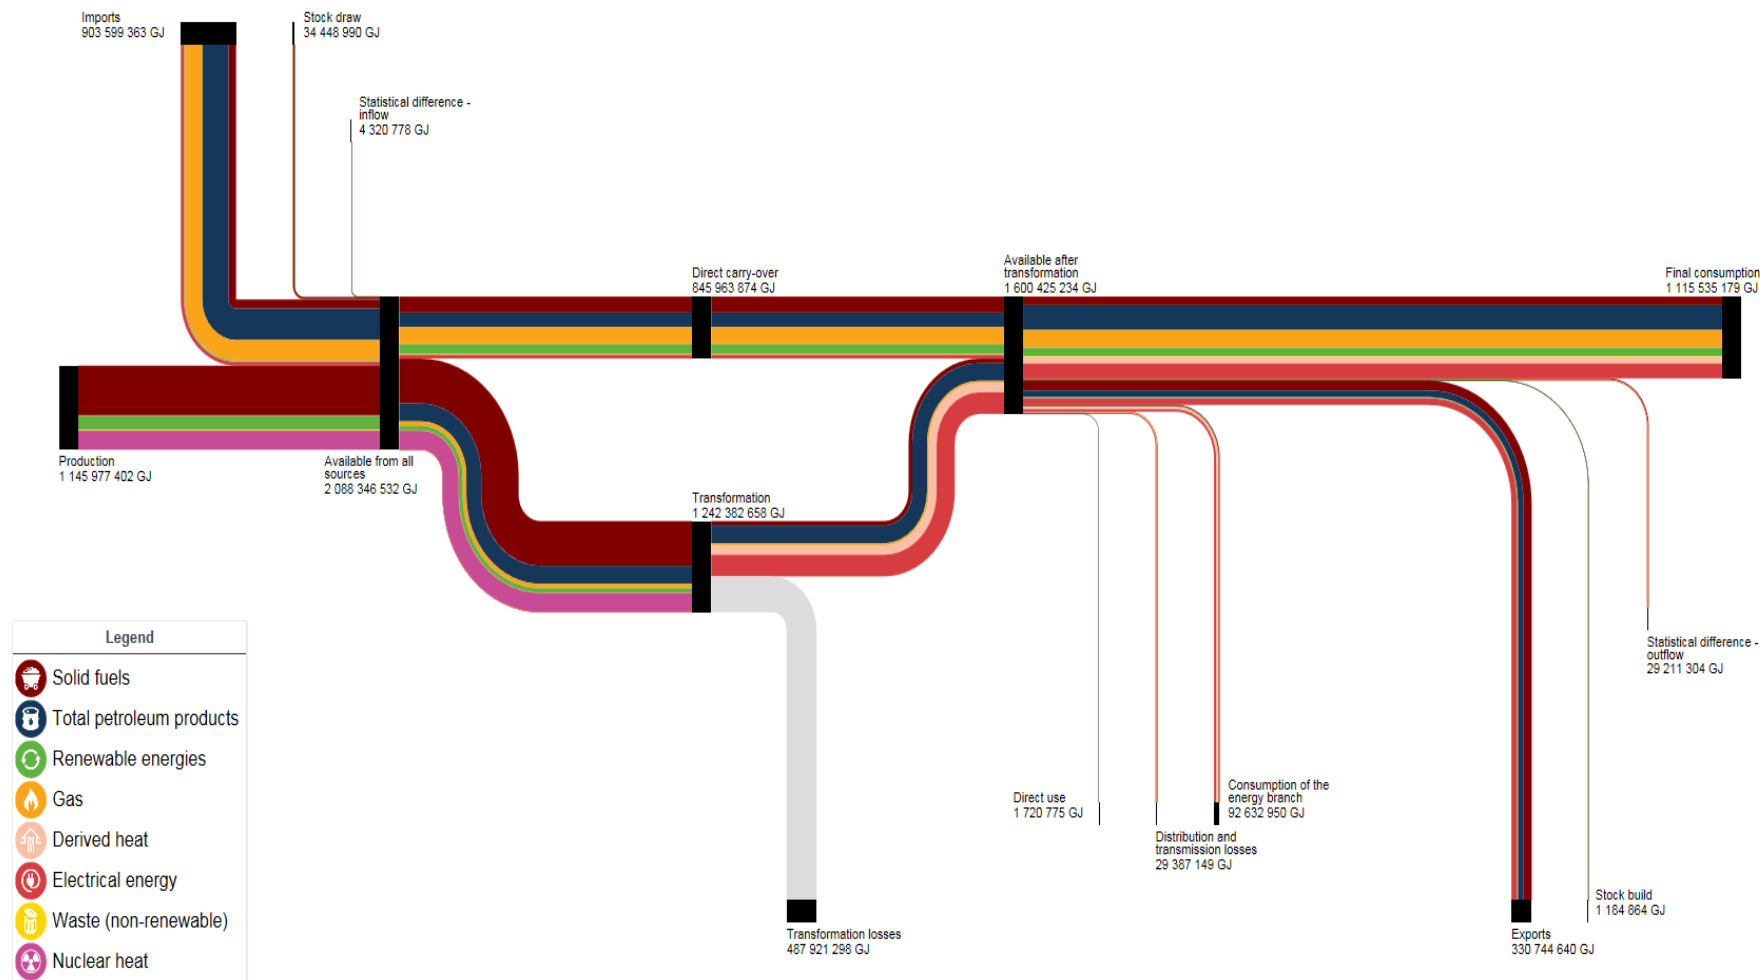 Imports
903 599 363 GJ
Stock draw
34 448 990 GJ
Statistical difference -
inflow
4 320 778 GJ
Direct carry-over
845 963 874 GJ
Available after
transformation
1 600 425 234 GJ
Final consumption
1 115 535 179 GJ
Production
1 145 977 402 GJ
Available from all
sources
2 088 346 532 GJ
Transformation
1 242 382 658 GJ
Statistical difference -
outflow
29 211 304 GJ
Direct use
1 720 775 GJ
Consumption of the
energy branch
92 632 950 GJ
Distribution and
transmission losses
29 387 149 GJ
Stock build
1 184 864 GJ
Transformation losses
487 921 298 GJ
Exports
330 744 640 GJ
Legend
Solid fuels
Total petroleum products
Renewable energies
Gas
Derived heat
Electrical energy
Waste (non-renewable)
Nuclear heat